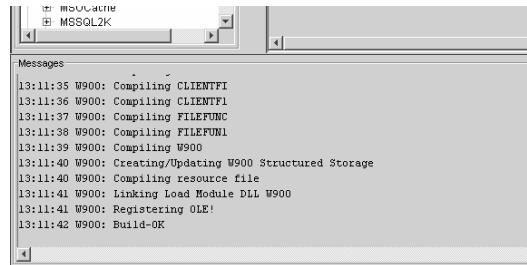 MSOCache
MSSQL2K
Messages
13:11:35 W900: Compiling CLIENTFI
13:11:36 W900: Compiling CLIENTF1
13:11:37 W900: Compiling FILEFUNC
13:11:38 W900: Compiling FILEFUN1
13:11:39 W900: Compiling W900
13:11:40 W900: Creating/Updating W900 Structured Storage
13:11:40 W900: Compiling resource file
13:11:41 W900: Linking Load Module DLL W900
13:11:41 W900: Registering OLE!
13:11:42 W900: Build-OK